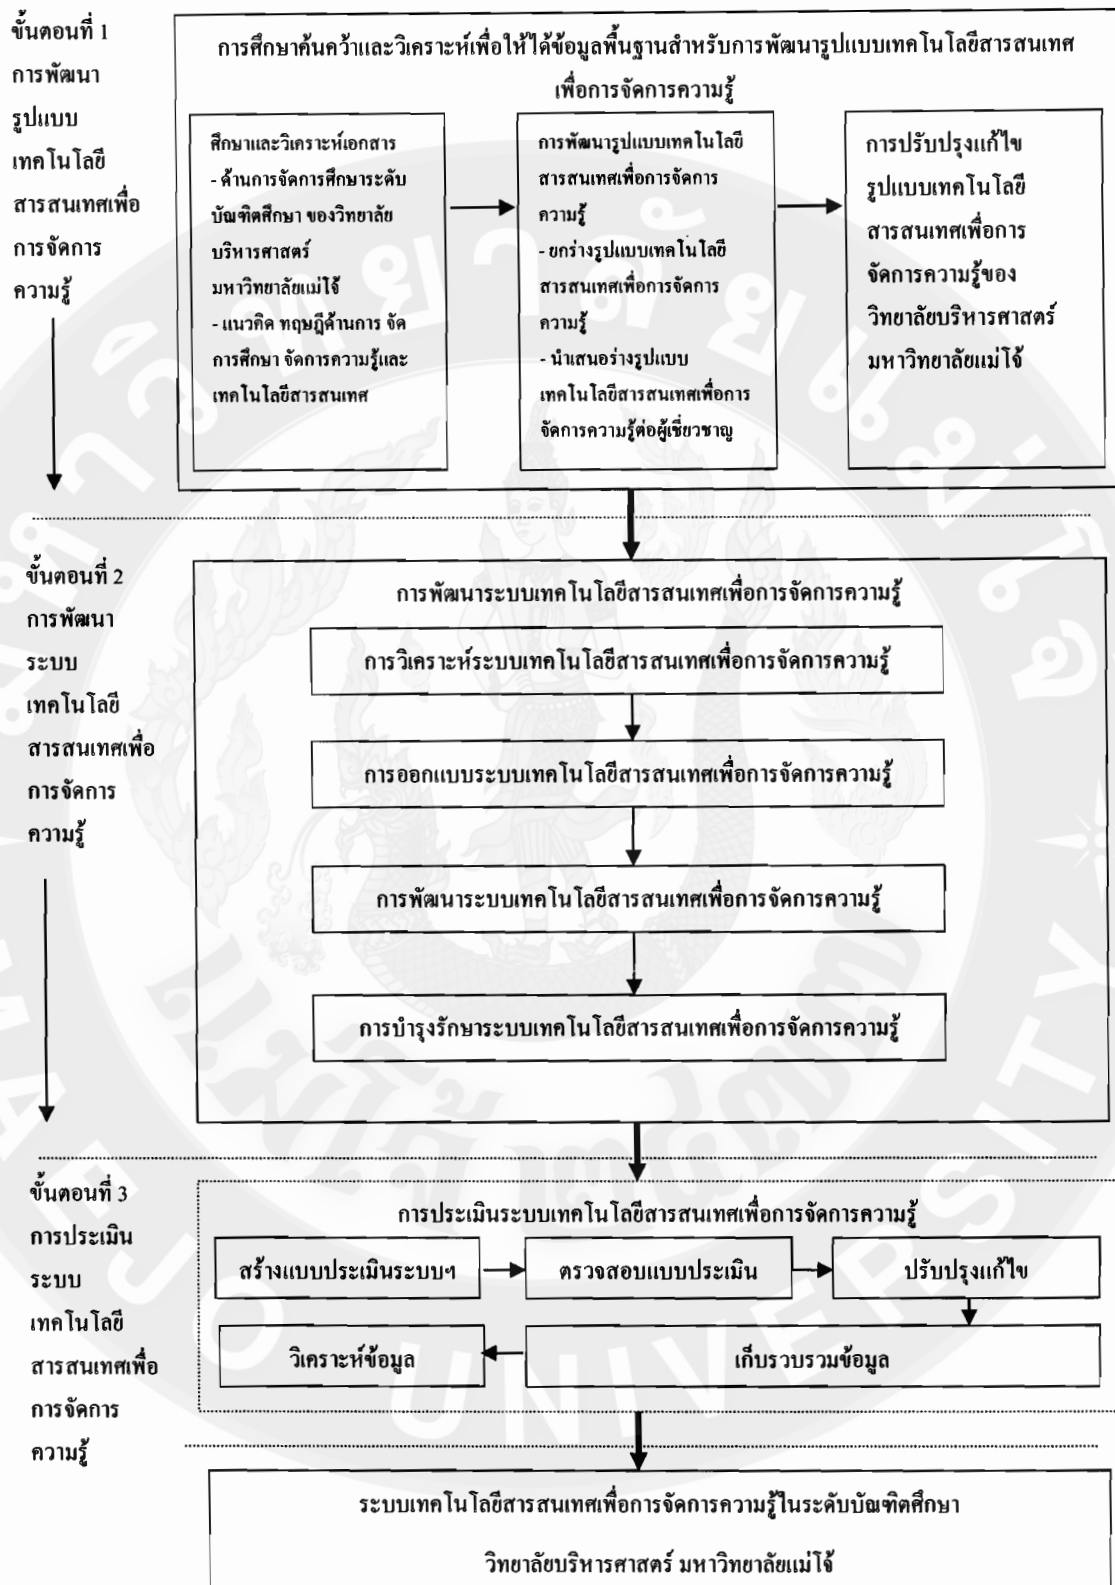 ขั้นตอนที่ 1
การพัฒนา
รูปแบบ
เทคโนโลยี
สารสนเทศเพื่อ
การจัดการ
ความรู้
การศึกษาค้นคว้าและวิเคราะห์เพื่อให้ได้ข้อมูลพื้นฐานสำหรับการพัฒนารูปแบบเทคโนโลยีสารสนเทศ
เพื่อการจัดการความรู้
ศึกษาและวิเคราะห์เอกสาร
- ด้านการจัดการศึกษาระดับ
บัณฑิตศึกษา ของวิทยาลัย
บริหารศาสตร์
มหาวิทยาลัยแม่โจ้
- แนวคิด ทฤษฎีด้านการ จัด
การศึกษา จัดการความรู้และ
เทคโนโลยีสารสนเทศ
การพัฒนารูปแบบเทคโนโลยี
สารสนเทศเพื่อการจัดการ
ความรู้
- ยกร่างรูปแบบเทคโนโลยี
สารสนเทศเพื่อการจัดการ
ความรู้
- นำเสนอร่างรูปแบบ
เทคโนโลยีสารสนเทศเพื่อการ
จัดการความรู้ต่อผู้เชี่ยวชาญ
การปรับปรุงแก้ไข
รูปแบบเทคโนโลยี
สารสนเทศเพื่อการ
จัดการความรู้ของ
วิทยาลัยบริหารศาสตร์
มหาวิทยาลัยแม่โจ้
ขั้นตอนที่ 2
การพัฒนา
ระบบ
เทคโนโลยี
สารสนเทศเพื่อ
การจัดการ
ความรู้
การพัฒนาระบบเทคโนโลยีสารสนเทศเพื่อการจัดการความรู้
การวิเคราะห์ระบบเทคโนโลยีสารสนเทศเพื่อการจัดการความรู้
การออกแบบระบบเทคโนโลยีสารสนเทศเพื่อการจัดการความรู้
การพัฒนาระบบเทคโนโลยีสารสนเทศเพื่อการจัดการความรู้
การบำรุงรักษาระบบเทคโนโลยีสารสนเทศเพื่อการจัดการความรู้
ขั้นตอนที่ 3
การประเมิน
ระบบ
เทคโนโลยี
สารสนเทศเพื่อ
การจัดการ
ความรู้
การประเมินระบบเทคโนโลยีสารสนเทศเพื่อการจัดการความรู้
สร้างแบบประเมินระบบฯ
ตรวจสอบแบบประเมิน
ปรับปรุงแก้ไข
วิเคราะห์ข้อมูล
เก็บรวบรวมข้อมูล
ระบบเทคโนโลยีสารสนเทศเพื่อการจัดการความรู้ในระดับบัณฑิตศึกษา
วิทยาลัยบริหารศาสตร์ มหาวิทยาลัยแม่โจ้
มหาวิทยาลัยแม่โจ้
MAEJO UNIVERSITY